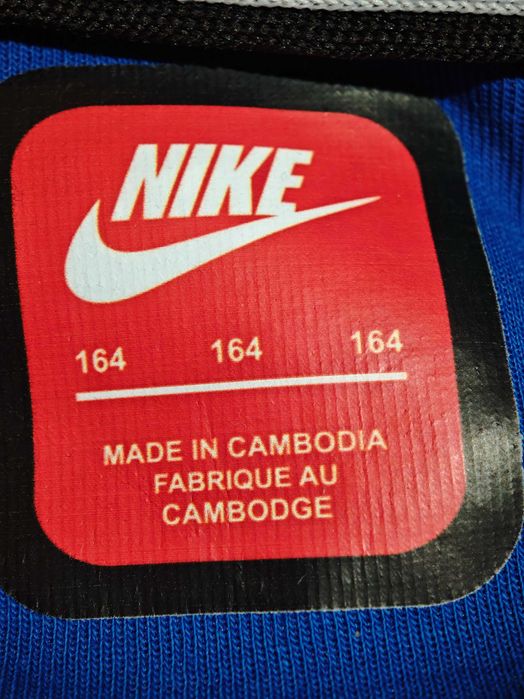 NIKE
164 164 164
MADE IN CAMBODIA
FABRIQUE AU
CAMBODGE